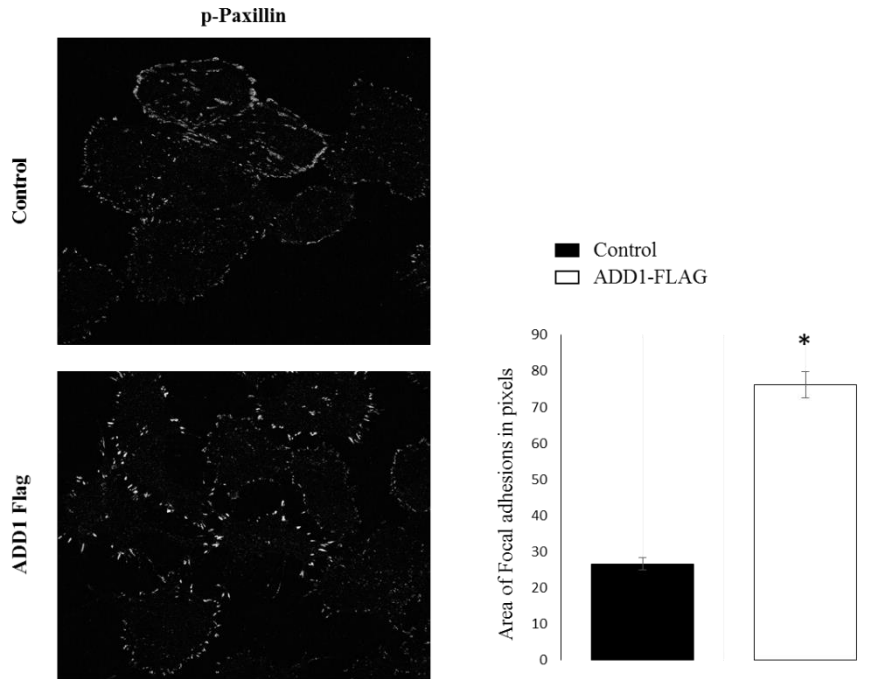 p-Paxillin
Control
ADD1 Flag
Control
ADD1-FLAG
*
Area of Focal adhesions in pixels
90
80
70
60
50
40
30
20
10
0